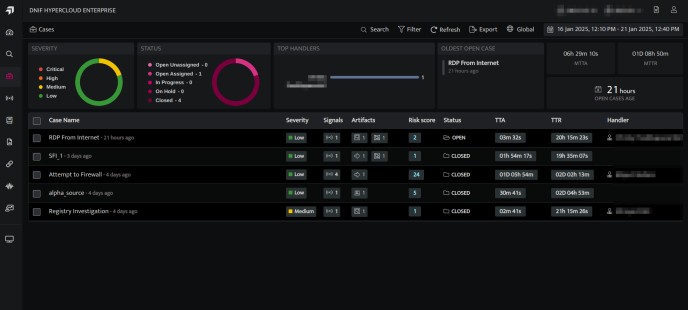 DNIF HYPERCLOUD ENTERPRISE
Cases
Search
Filter
Refresh
Export
Global
16 Jan 2025, 12:10 PM - 21 Jan 2025, 12:40 PM
SEVERITY
Critical
High
Medium
Low
STATUS
Open Unassigned - 0
Open Assigned - 1
In Progress - 0
On Hold - 0
Closed - 4
TOP HANDLERS
1
OLDEST OPEN CASE
RDP From Internet
21 hours ago
06h 29m 10s
MTTA
01D 08h 50m
MTTR
21 hours
OPEN CASES AGE
Case Name Severity Signals Artifacts Risk score Status TTA TTR Handler
RDP From Internet - 21 hours ago Low 1 1 1 2 OPEN 03m 32s 20h 15m 23s
SFI_1 - 3 days ago Low 1 1 1 1 CLOSED 01h 54m 17s 19h 35m 07s
Attempt to Firewall - 4 days ago Low 4 1 24 CLOSED 01D 05h 54m 02D 02h 13m
alpha_source - 4 days ago Low 1 1 5 CLOSED 30m 41s 02D 04h 53m
Registry Investigation - 4 days ago Medium 1 1 1 CLOSED 02m 41s 21h 15m 26s